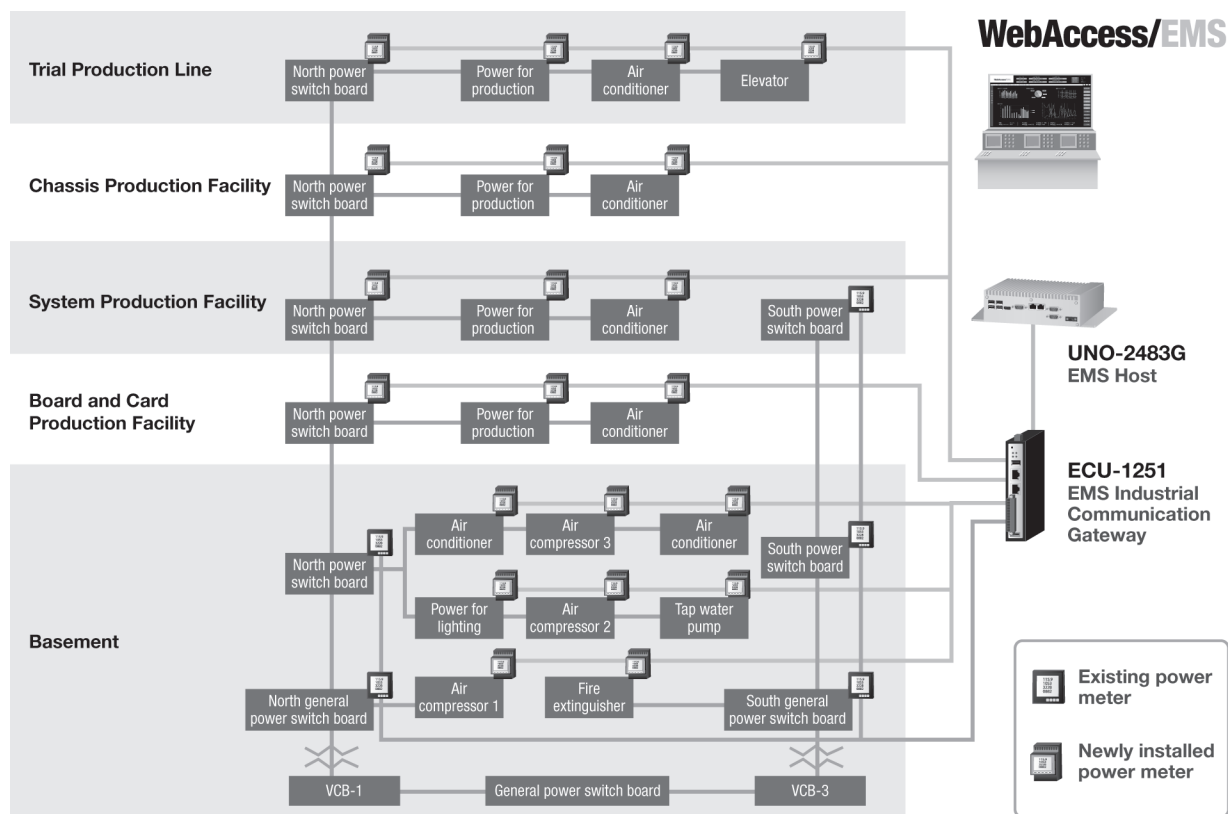 WebAccess/EMS
Trial Production Line
North power
switch board
Power for
production
Air
conditioner
Elevator
Chassis Production Facility
North power
switch board
Power for
production
Air
conditioner
System Production Facility
North power
switch board
Power for
production
Air
conditioner
South power
switch board
UNO-2483G
EMS Host
Board and Card
Production Facility
North power
switch board
Power for
production
Air
conditioner
ECU-1251
EMS Industrial
Communication
Gateway
Basement
North power
switch board
Air
conditioner
Air
compressor 3
Air
conditioner
South power
switch board
Power for
lighting
Air
compressor 2
Tap water
pump
North general
power switch board
Air
compressor 1
Fire
extinguisher
South general
power switch board
VCB-1
General power switch board
VCB-3
Existing power
meter
Newly installed
power meter